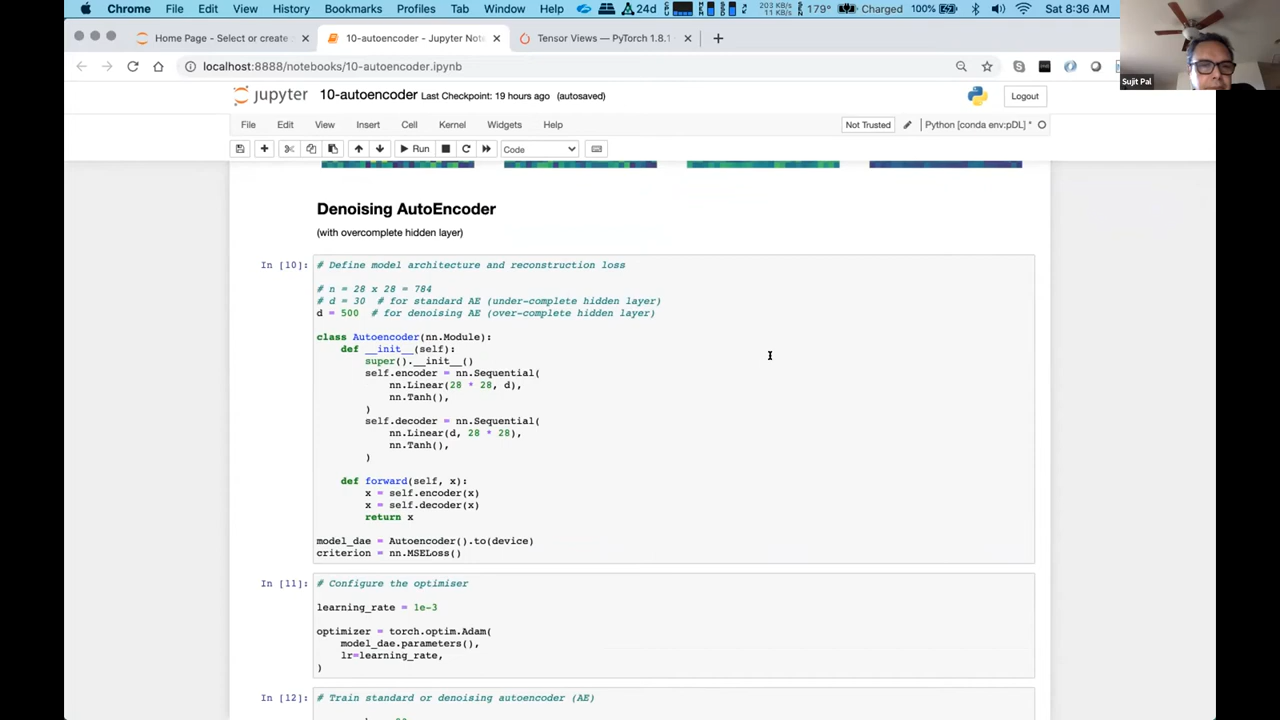 Chrome File Edit View History Bookmarks Profiles Tab Window Help 24d 203 KB/s 11 KB/s 179° Charged 100% Sat 8:36 AM
Home Page - Select or create × 10-autoencoder - Jupyter Note × Tensor Views — PyTorch 1.8.1 × +
localhost:8888/notebooks/10-autoencoder.ipynb
Sujit Pal
jupyter 10-autoencoder Last Checkpoint: 19 hours ago (autosaved) Logout
File Edit View Insert Cell Kernel Widgets Help Not Trusted Python [conda env:pDL] *
Run Code
Denoising AutoEncoder
(with overcomplete hidden layer)
In [10]: # Define model architecture and reconstruction loss
# n = 28 x 28 = 784
# d = 30 # for standard AE (under-complete hidden layer)
d = 500 # for denoising AE (over-complete hidden layer)
class Autoencoder(nn.Module):
def __init__(self):
super().__init__()
self.encoder = nn.Sequential(
nn.Linear(28 * 28, d),
nn.Tanh(),
)
self.decoder = nn.Sequential(
nn.Linear(d, 28 * 28),
nn.Tanh(),
)
def forward(self, x):
x = self.encoder(x)
x = self.decoder(x)
return x
model_dae = Autoencoder().to(device)
criterion = nn.MSELoss()
In [11]: # Configure the optimiser
learning_rate = 1e-3
optimizer = torch.optim.Adam(
model_dae.parameters(),
lr=learning_rate,
)
In [12]: # Train standard or denoising autoencoder (AE)